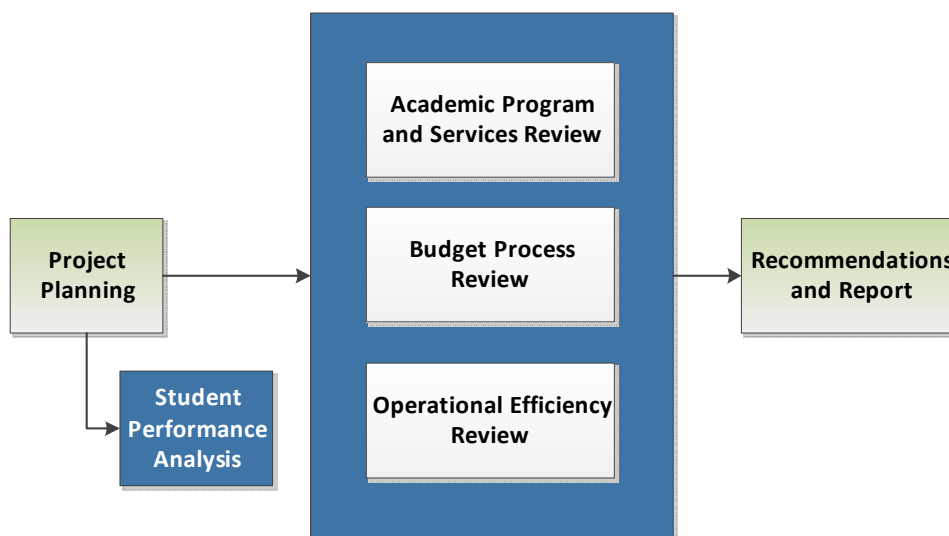 Project
Planning
Student
Performance
Analysis
Academic Program
and Services Review
Budget Process
Review
Operational Efficiency
Review
Recommendations
and Report